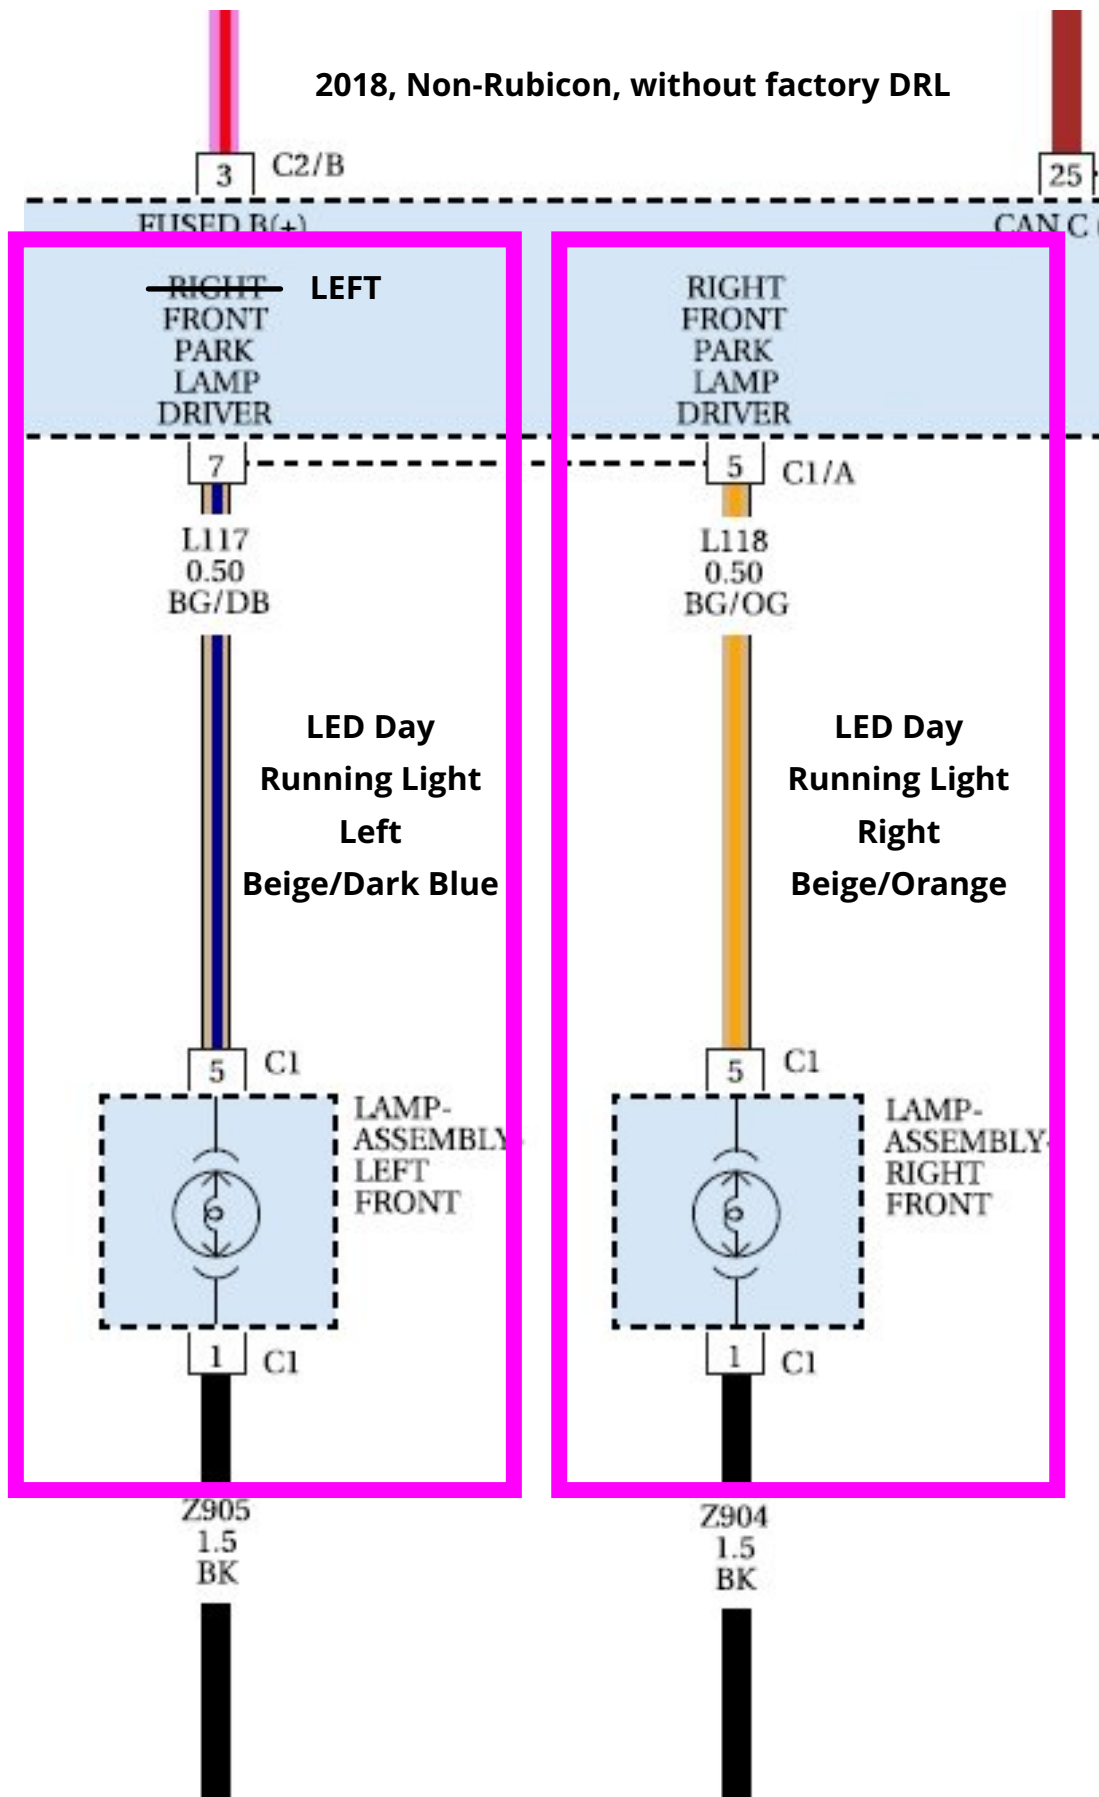 2018, Non-Rubicon, without factory DRL
3
C2/B
25
FUSED B(+)
CAN C (
RIGHT
LEFT
FRONT
PARK
LAMP
DRIVER
RIGHT
FRONT
PARK
LAMP
DRIVER
7
5
C1/A
L117
0.50
BG/DB
L118
0.50
BG/OG
LED Day
Running Light
Left
Beige/Dark Blue
LED Day
Running Light
Right
Beige/Orange
5
C1
5
C1
LAMP-
ASSEMBLY-
LEFT
FRONT
LAMP-
ASSEMBLY-
RIGHT
FRONT
1
C1
1
C1
Z905
1.5
BK
Z904
1.5
BK